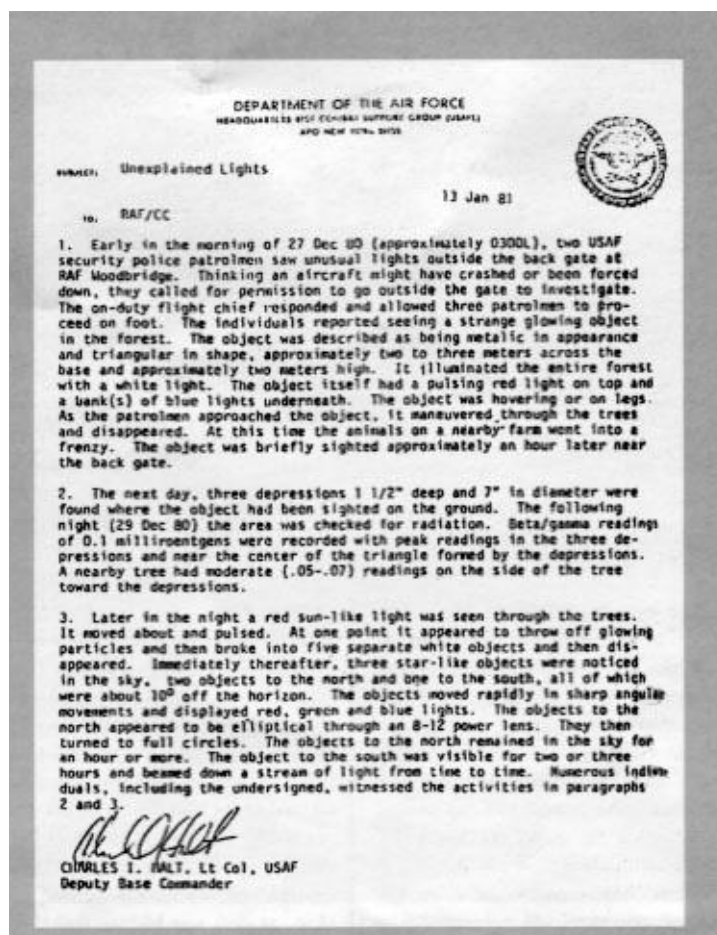 DEPARTMENT OF THE AIR FORCE
HEADQUARTERS 81ST COMBAT SUPPORT GROUP (USAFE)
APO NEW YORK 09755
SUBJECT: Unexplained Lights
13 Jan 81
TO: RAF/CC
1. Early in the morning of 27 Dec 80 (approximately 0300L), two USAF
security police patrolmen saw unusual lights outside the back gate at
RAF Woodbridge. Thinking an aircraft might have crashed or been forced
down, they called for permission to go outside the gate to investigate.
The on-duty flight chief responded and allowed three patrolmen to pro-
ceed on foot. The individuals reported seeing a strange glowing object
in the forest. The object was described as being metalic in appearance
and triangular in shape, approximately two to three meters across the
base and approximately two meters high. It illuminated the entire forest
with a white light. The object itself had a pulsing red light on top and
a bank(s) of blue lights underneath. The object was hovering or on legs.
As the patrolmen approached the object, it maneuvered through the trees
and disappeared. At this time the animals on a nearby farm went into a
frenzy. The object was briefly sighted approximately an hour later near
the back gate.
2. The next day, three depressions 1 1/2" deep and 7" in diameter were
found where the object had been sighted on the ground. The following
night (29 Dec 80) the area was checked for radiation. Beta/gamma readings
of 0.1 milliroentgens were recorded with peak readings in the three de-
pressions and near the center of the triangle formed by the depressions.
A nearby tree had moderate (.05-.07) readings on the side of the tree
toward the depressions.
3. Later in the night a red sun-like light was seen through the trees.
It moved about and pulsed. At one point it appeared to throw off glowing
particles and then broke into five separate white objects and then dis-
appeared. Immediately thereafter, three star-like objects were noticed
in the sky, two objects to the north and one to the south, all of which
were about 10° off the horizon. The objects moved rapidly in sharp angular
movements and displayed red, green and blue lights. The objects to the
north appeared to be elliptical through an 8-12 power lens. They then
turned to full circles. The objects to the north remained in the sky for
an hour or more. The object to the south was visible for two or three
hours and beamed down a stream of light from time to time. Numerous indivi-
duals, including the undersigned, witnessed the activities in paragraphs
2 and 3.
CHARLES I. HALT, Lt Col, USAF
Deputy Base Commander